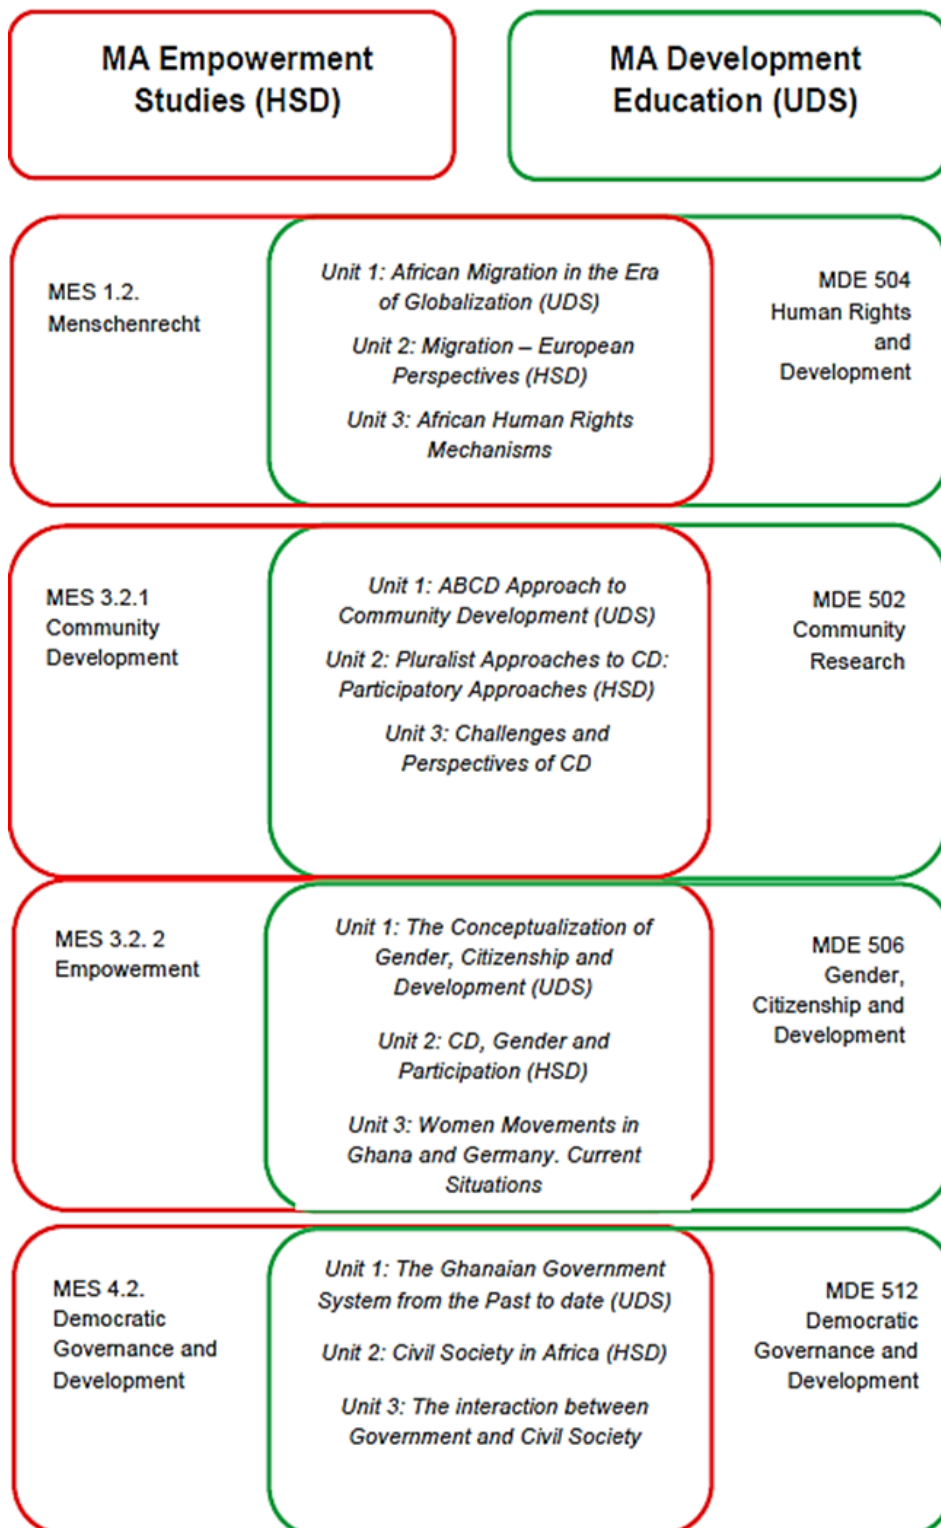 MA Empowerment
Studies (HSD)
MA Development
Education (UDS)
MES 1.2.
Menschenrecht
Unit 1: African Migration in the Era
of Globalization (UDS)
Unit 2: Migration – European
Perspectives (HSD)
Unit 3: African Human Rights
Mechanisms
MDE 504
Human Rights
and
Development
MES 3.2.1
Community
Development
Unit 1: ABCD Approach to
Community Development (UDS)
Unit 2: Pluralist Approaches to CD:
Participatory Approaches (HSD)
Unit 3: Challenges and
Perspectives of CD
MDE 502
Community
Research
MES 3.2. 2
Empowerment
Unit 1: The Conceptualization of
Gender, Citizenship and
Development (UDS)
Unit 2: CD, Gender and
Participation (HSD)
Unit 3: Women Movements in
Ghana and Germany. Current
Situations
MDE 506
Gender,
Citizenship and
Development
MES 4.2.
Democratic
Governance and
Development
Unit 1: The Ghanaian Government
System from the Past to date (UDS)
Unit 2: Civil Society in Africa (HSD)
Unit 3: The interaction between
Government and Civil Society
MDE 512
Democratic
Governance and
Development